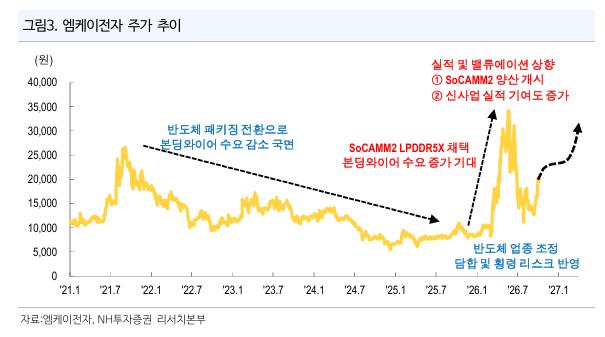 그림3. 엠케이전자 주가 추이
(원)
실적 및 밸류에이션 상향
① SoCAMM2 양산 개시
② 신사업 실적 기여도 증가
40,000
35,000
30,000
25,000
20,000
15,000
10,000
5,000
0
반도체 패키징 전환으로
본딩와이어 수요 감소 국면
SoCAMM2 LPDDR5X 채택
본딩와이어 수요 증가 기대
반도체 업종 조정
담합 및 횡령 리스크 반영
'21.1 '21.7 '22.1 '22.7 '23.1 '23.7 '24.1 '24.7 '25.1 '25.7 '26.1 '26.7 '27.1
자료:엠케이전자, NH투자증권 리서치본부